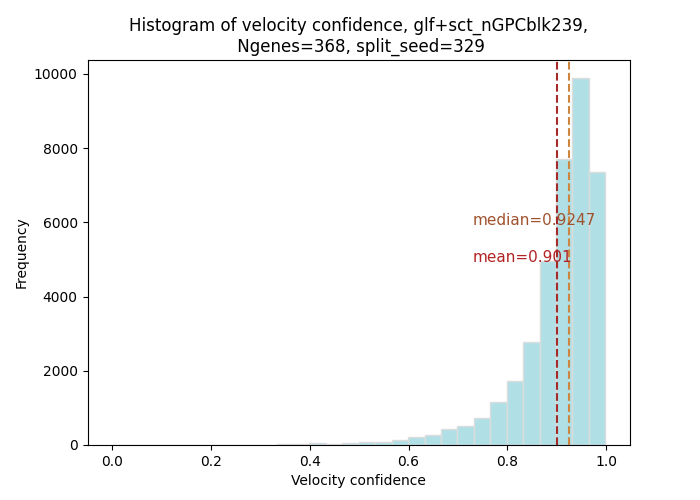 Histogram of velocity confidence, glf+sct_nGPCblk239,
Ngenes=368, split_seed=329
10000
8000
6000
4000
2000
0
Frequency
median=0.9247
mean=0.901
0.0 0.2 0.4 0.6 0.8 1.0
Velocity confidence